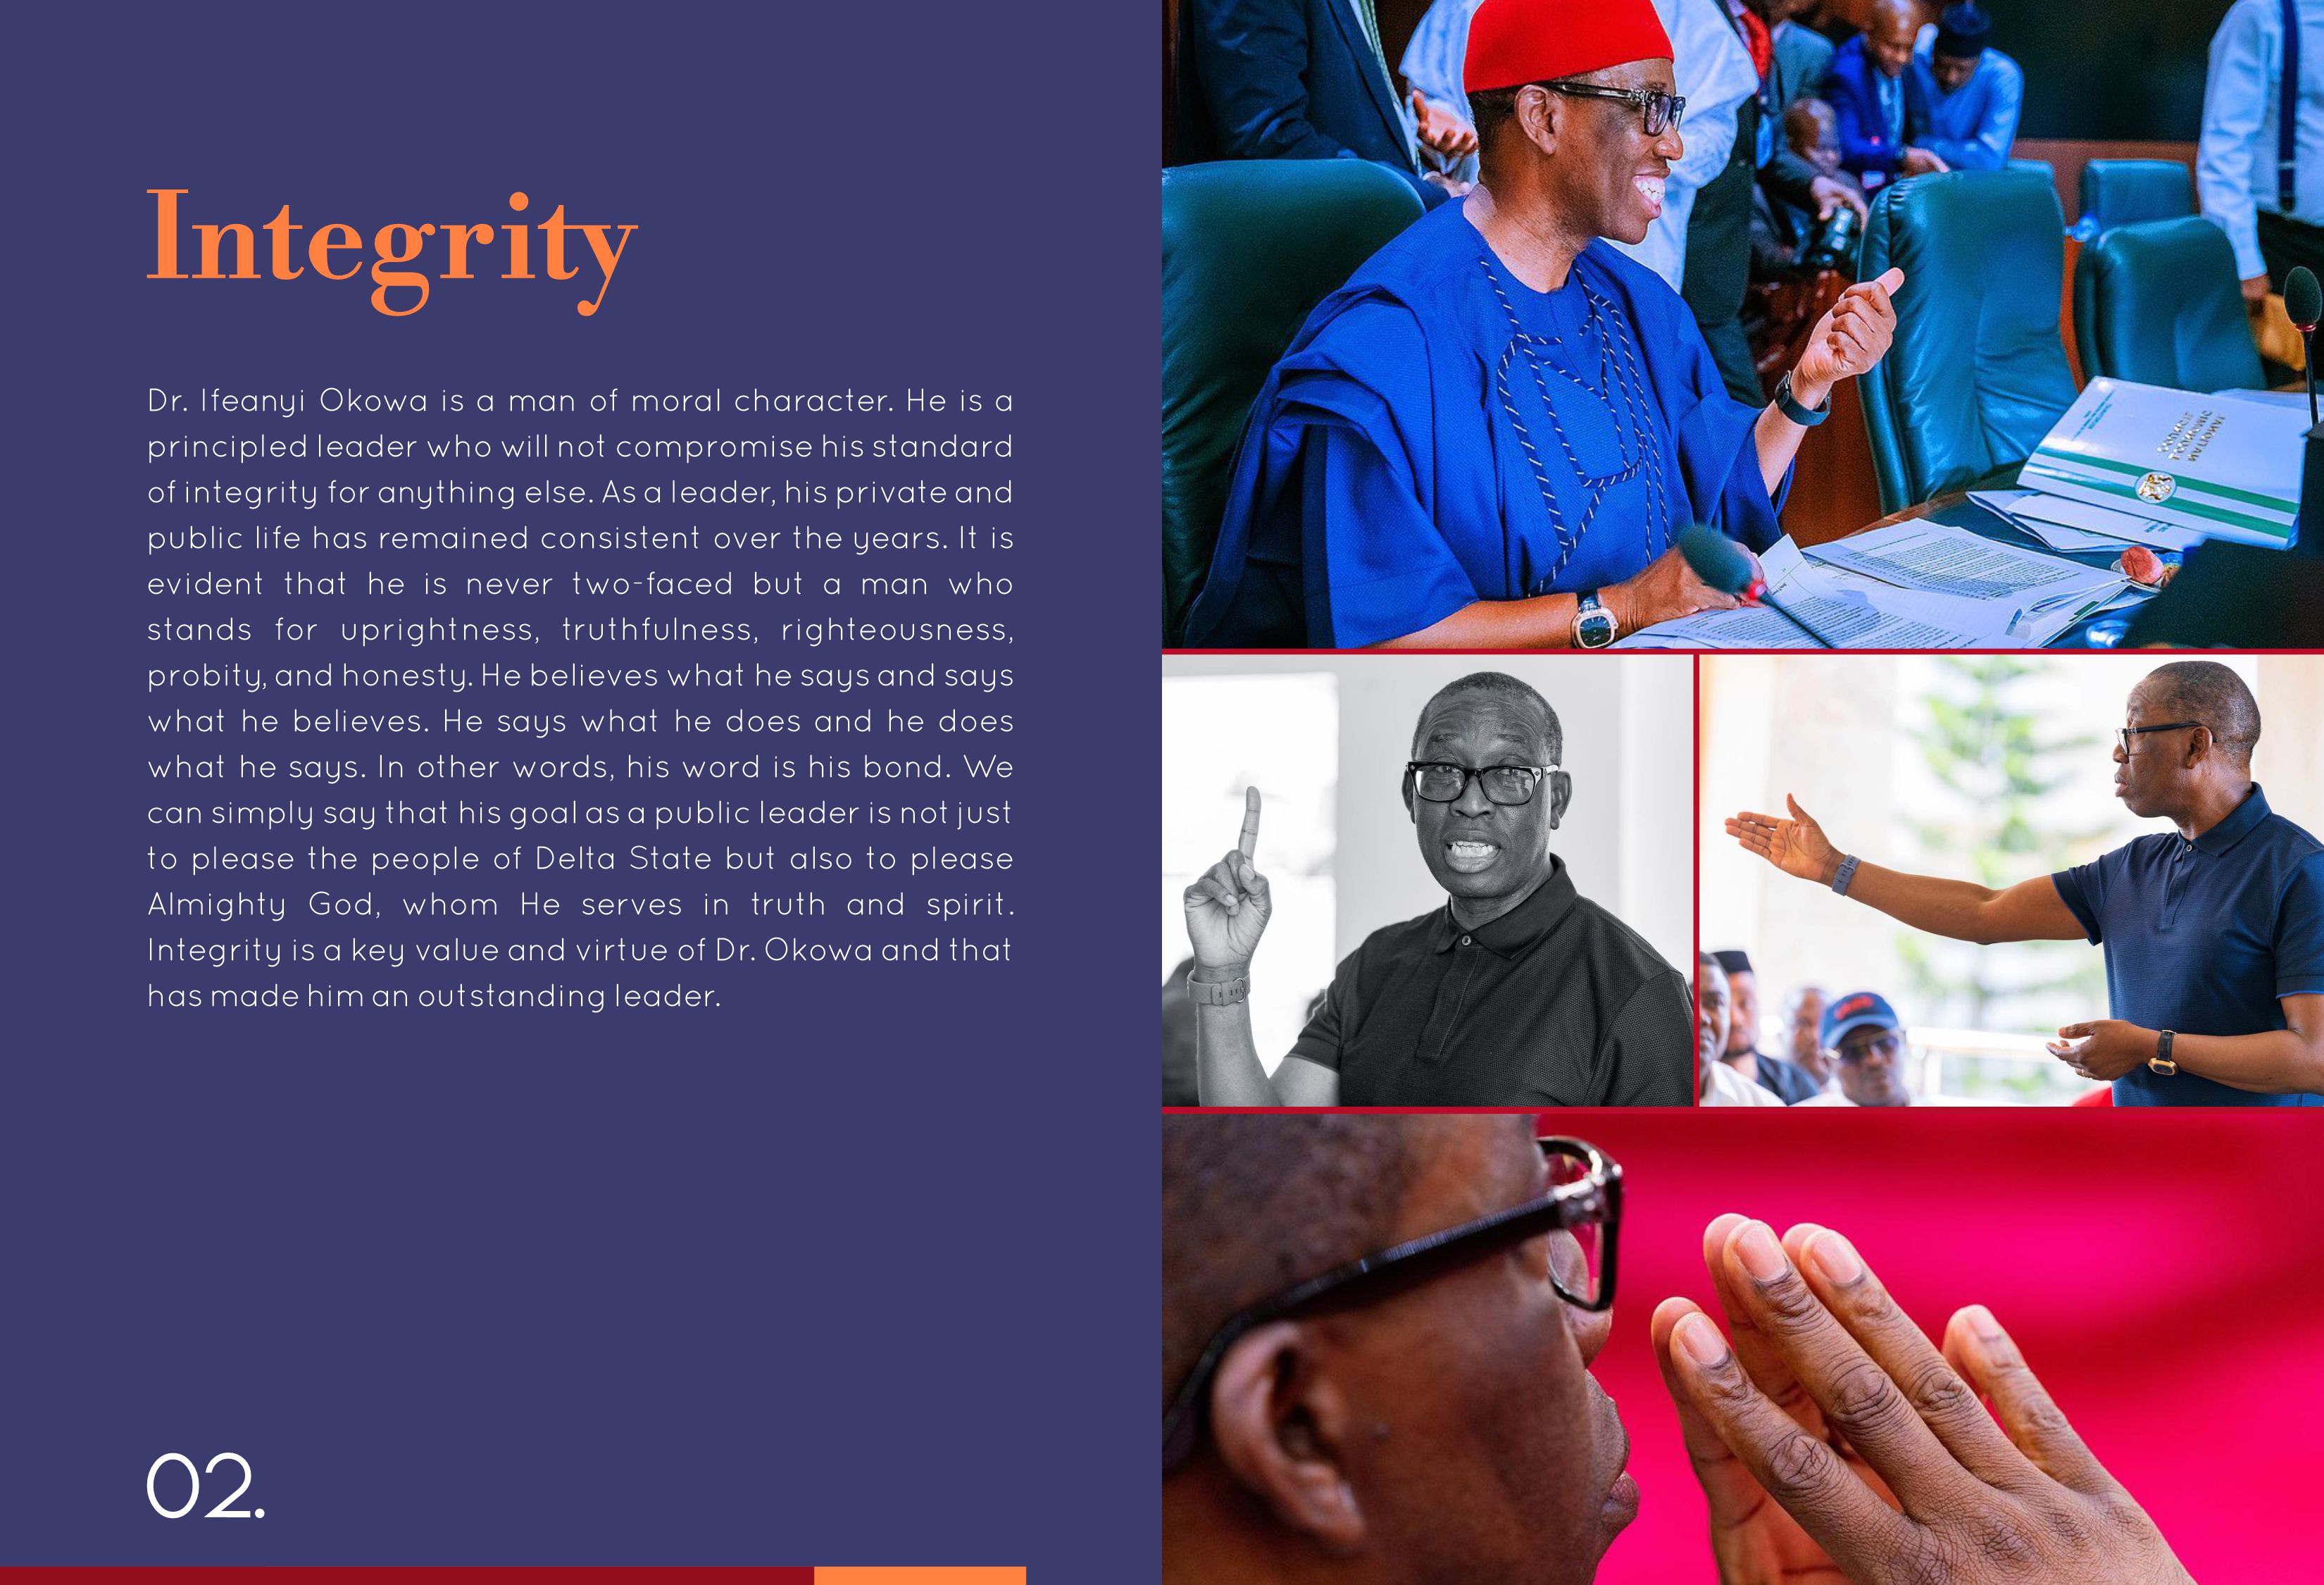 Integrity
Dr. Ifeanyi Okowa is a man of moral character. He is a
principled leader who will not compromise his standard
of integrity for anything else. As a leader, his private and
public life has remained consistent over the years. It is
evident that he is never two-faced but a man who
stands for uprightness, truthfulness, righteousness,
probity, and honesty. He believes what he says and says
what he believes. He says what he does and he does
what he says. In other words, his word is his bond. We
can simply say that his goal as a public leader is not just
to please the people of Delta State but also to please
Almighty God, whom He serves in truth and spirit.
Integrity is a key value and virtue of Dr. Okowa and that
has made him an outstanding leader.
02.
NATIONAL
ECONOMIC
COUNCIL